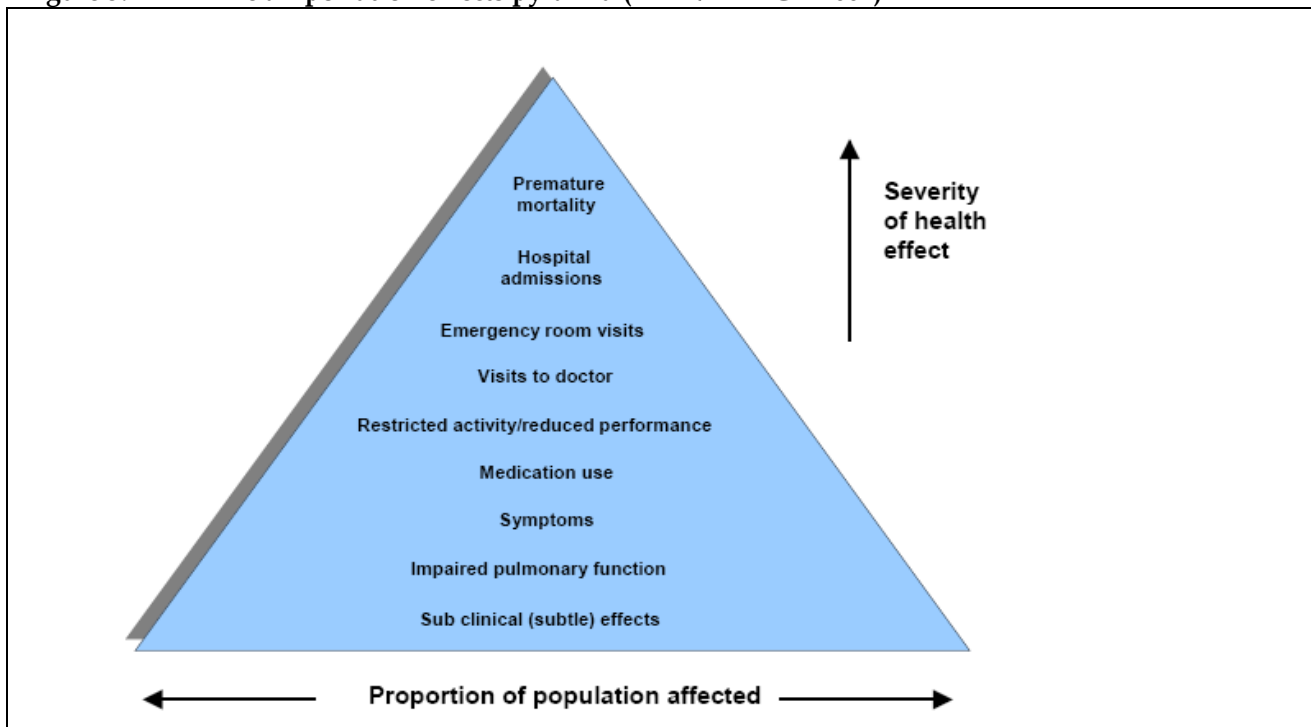 Premature
mortality
Hospital
admissions
Emergency room visits
Visits to doctor
Restricted activity/reduced performance
Medication use
Symptoms
Impaired pulmonary function
Sub clinical (subtle) effects
Severity
of health
effect
Proportion of population affected